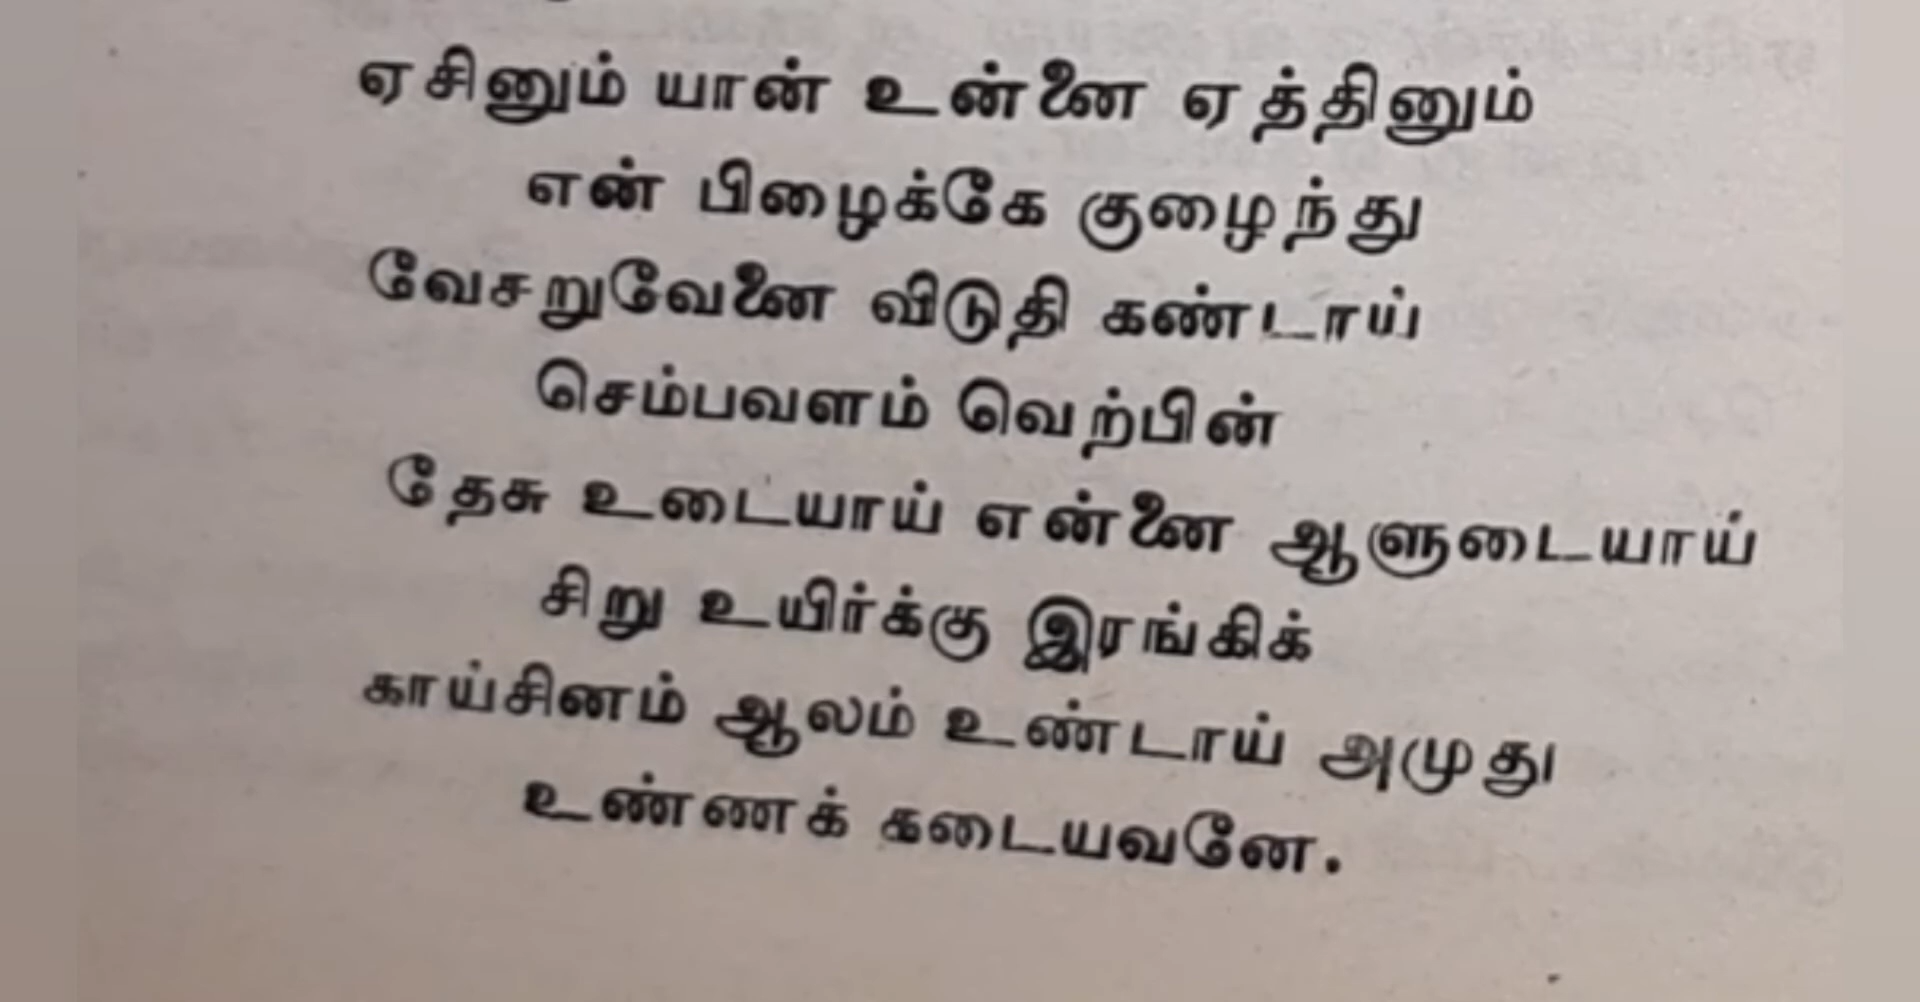 ஏசினும் யான் உன்னை ஏத்தினும்
என் பிழைக்கே குழைந்து
வேசறுவேனை விடுதி கண்டாய்
செம்பவளம் வெற்பின்
தேசு உடையாய் என்னை ஆளுடையாய்
சிறு உயிர்க்கு இரங்கிக்
காய்சினம் ஆலம் உண்டாய் அமுது
உண்ணக் கடையவனே.